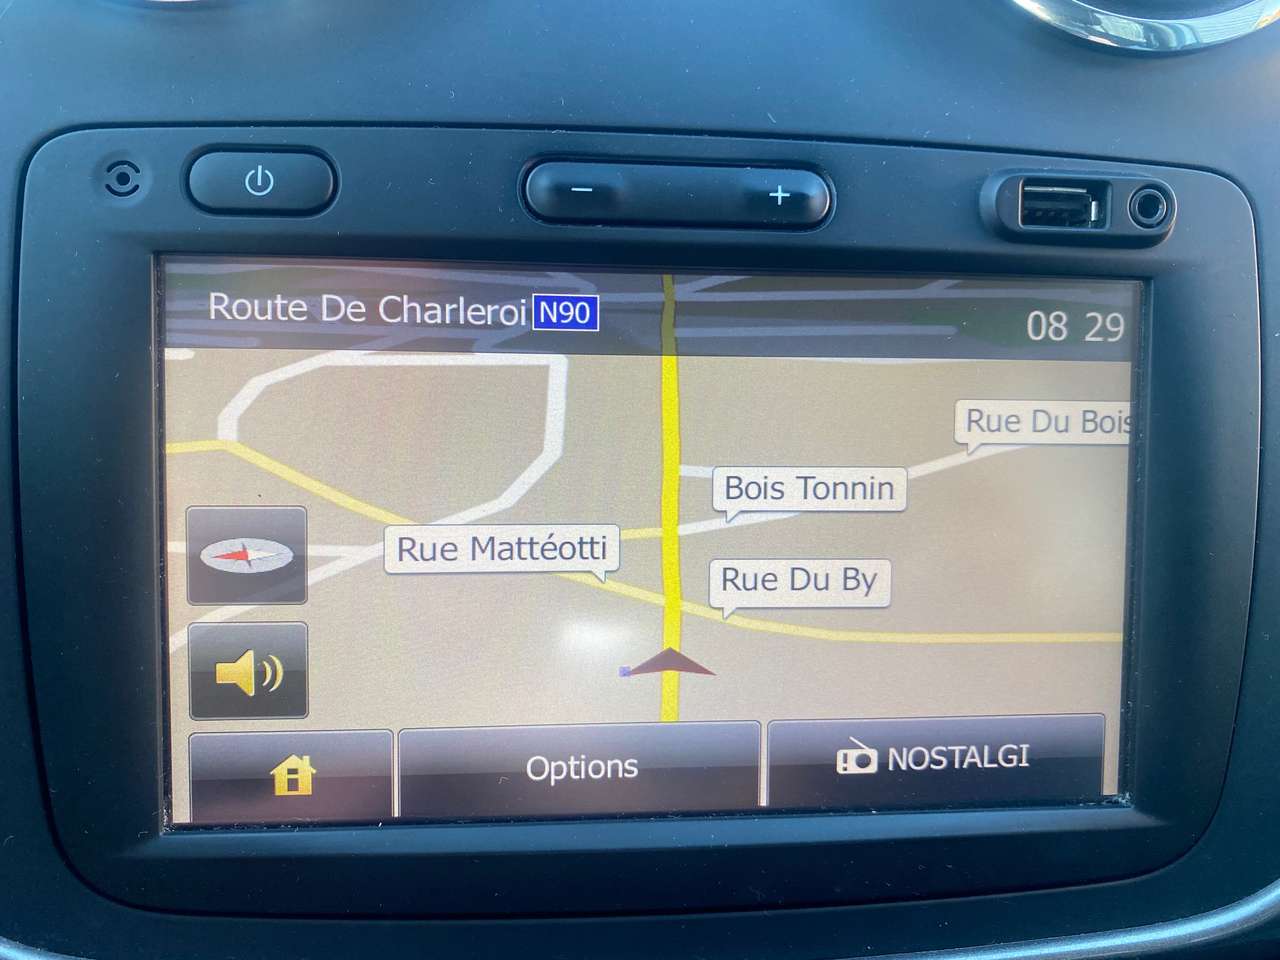 Route De Charleroi N90
08 29
Rue Du Bois
Bois Tonnin
Rue Mattéotti
Rue Du By
Options
NOSTALGI